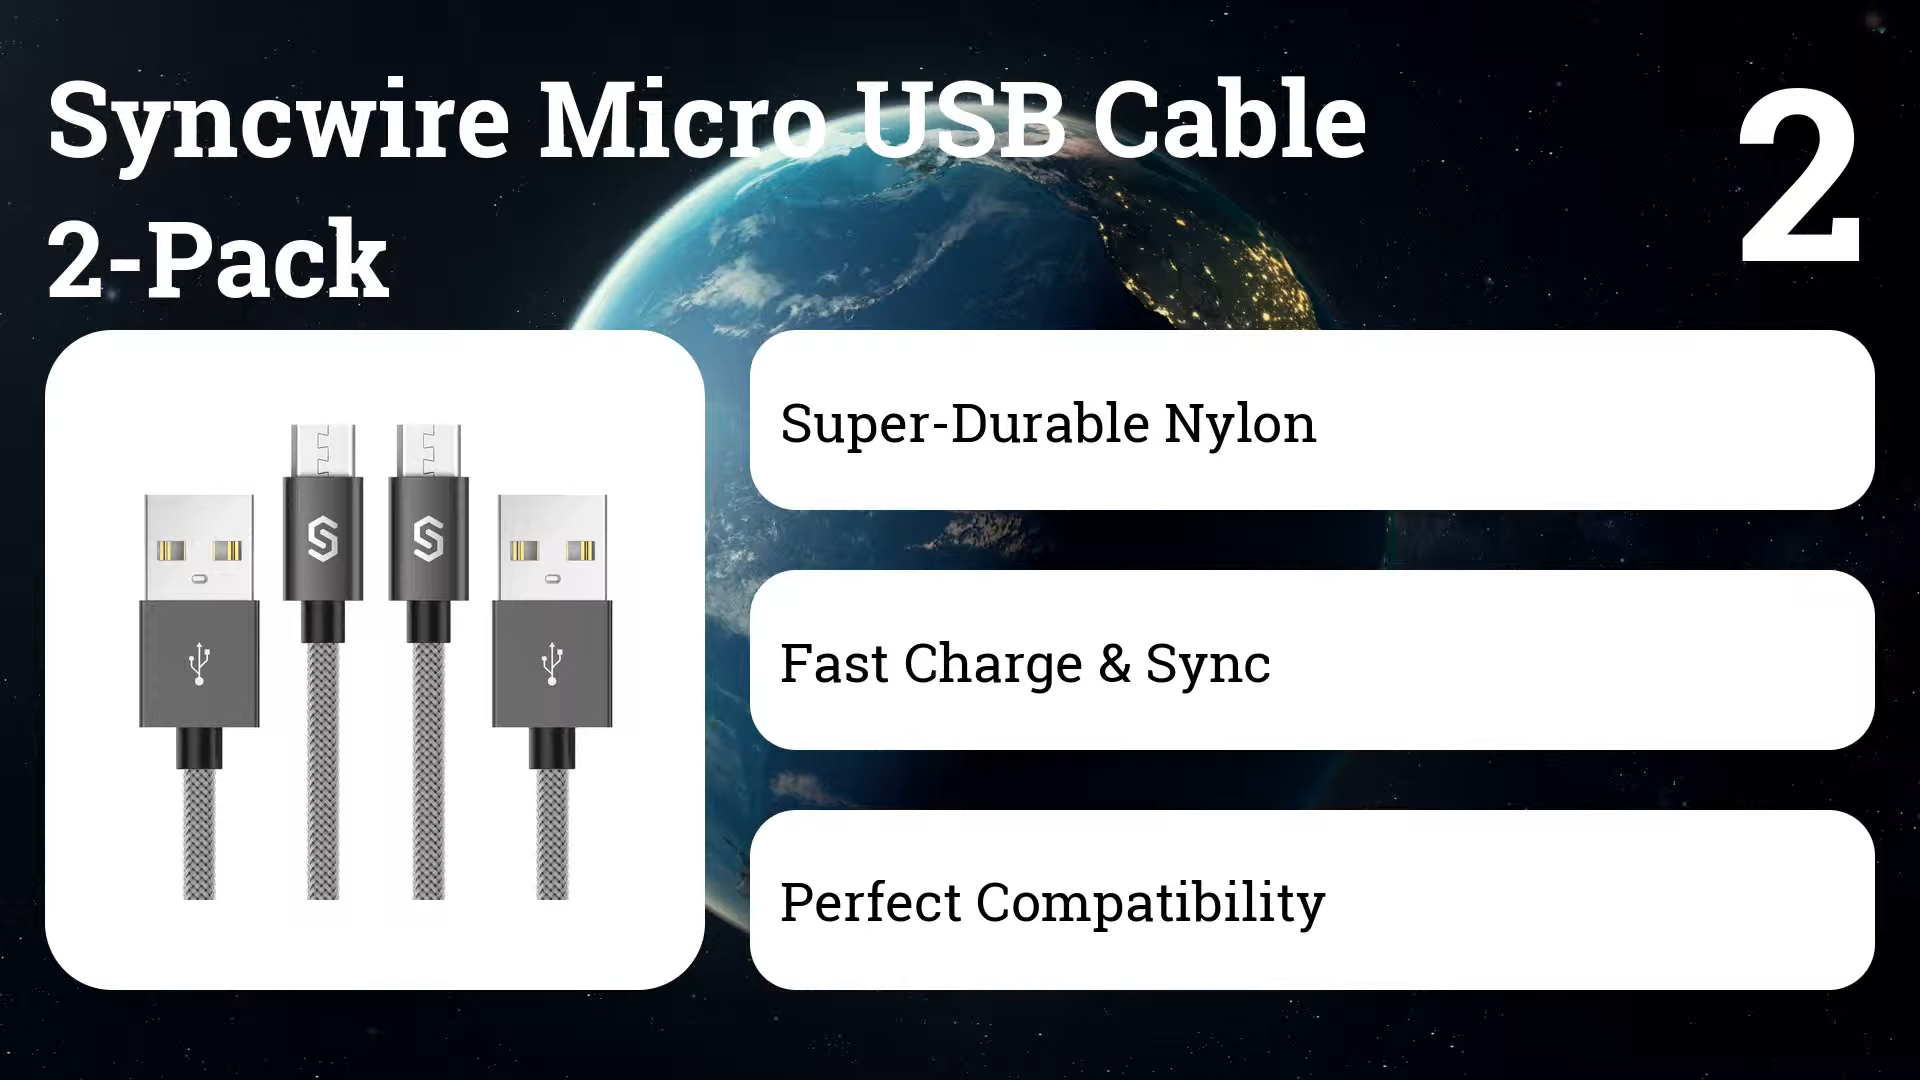 Syncwire Micro USB Cable
2-Pack
2
Super-Durable Nylon
Fast Charge & Sync
Perfect Compatibility